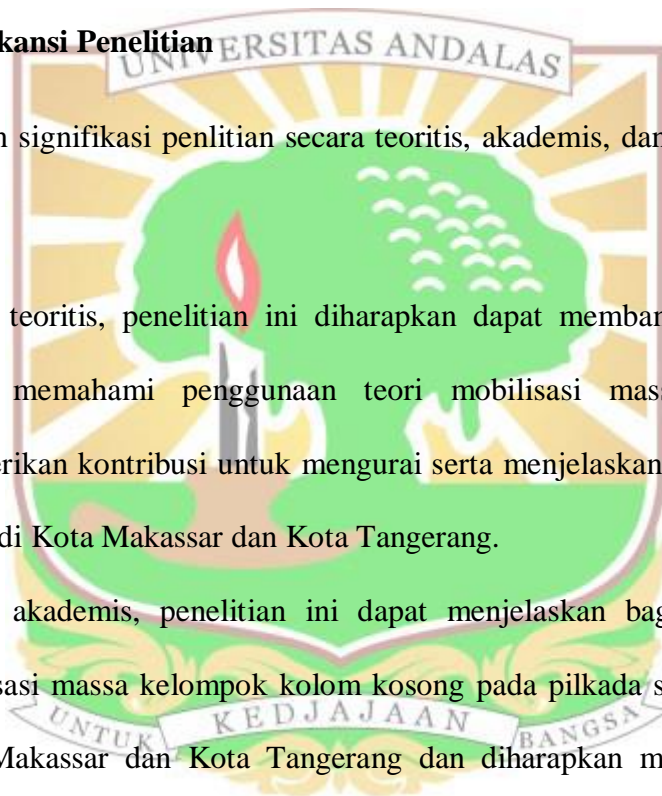 kansi Penelitian
UNIVERSITAS ANDALAS
n signifikasi penlitian secara teoritis, akademis, dan
teoritis, penelitian ini diharapkan dapat memban
memahami penggunaan teori mobilisasi mass
erikan kontribusi untuk mengurai serta menjelaskan
di Kota Makassar dan Kota Tangerang.
akademis, penelitian ini dapat menjelaskan bag
sasi massa kelompok kolom kosong pada pilkada s
UNTUK KEDJAJAAN BANGSA
Makassar dan Kota Tangerang dan diharapkan m